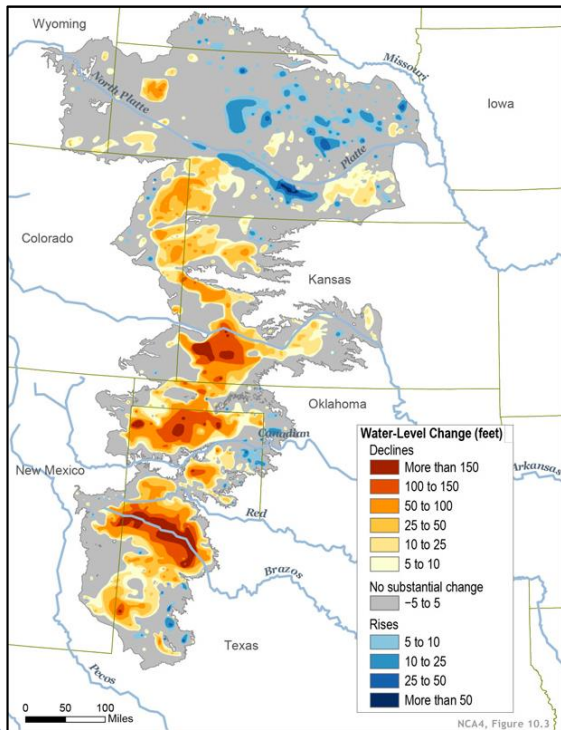 Wyoming
Missouri
North Platte
Iowa
Platte
Colorado
Kansas
Oklahoma
Canadian
New Mexico
Arkansas
Red
Brazos
Texas
Pecos
Water-Level Change (feet)
Declines
More than 150
100 to 150
50 to 100
25 to 50
10 to 25
5 to 10
No substantial change
−5 to 5
Rises
5 to 10
10 to 25
25 to 50
More than 50
0 50 100
Miles
NCA4, Figure 10.3